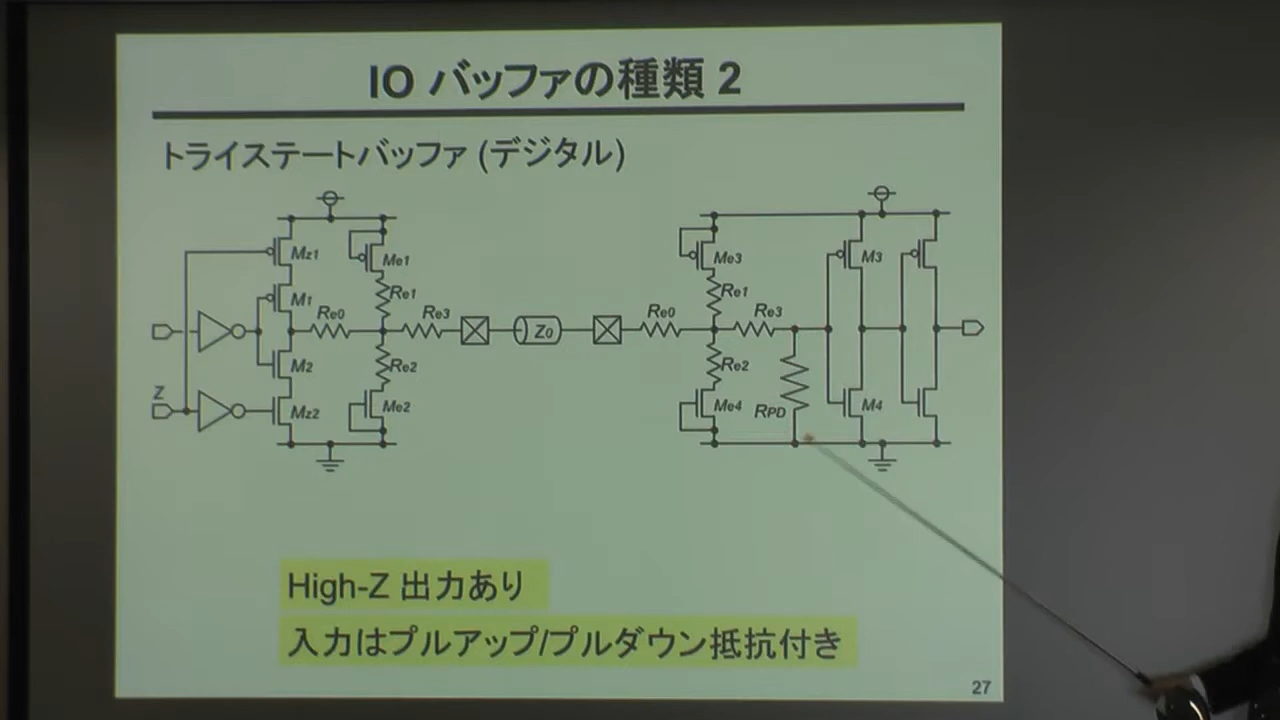 IO バッファの種類 2
トライステートバッファ (デジタル)
Mz1
Me1
M1
Re1
Re0
Re3
M2
Re2
Z
Mz2
Me2
Z0
Me3
M3
Re1
Re0
Re3
Re2
Me4
RPD
M4
High-Z 出力あり
入力はプルアップ/プルダウン抵抗付き
27